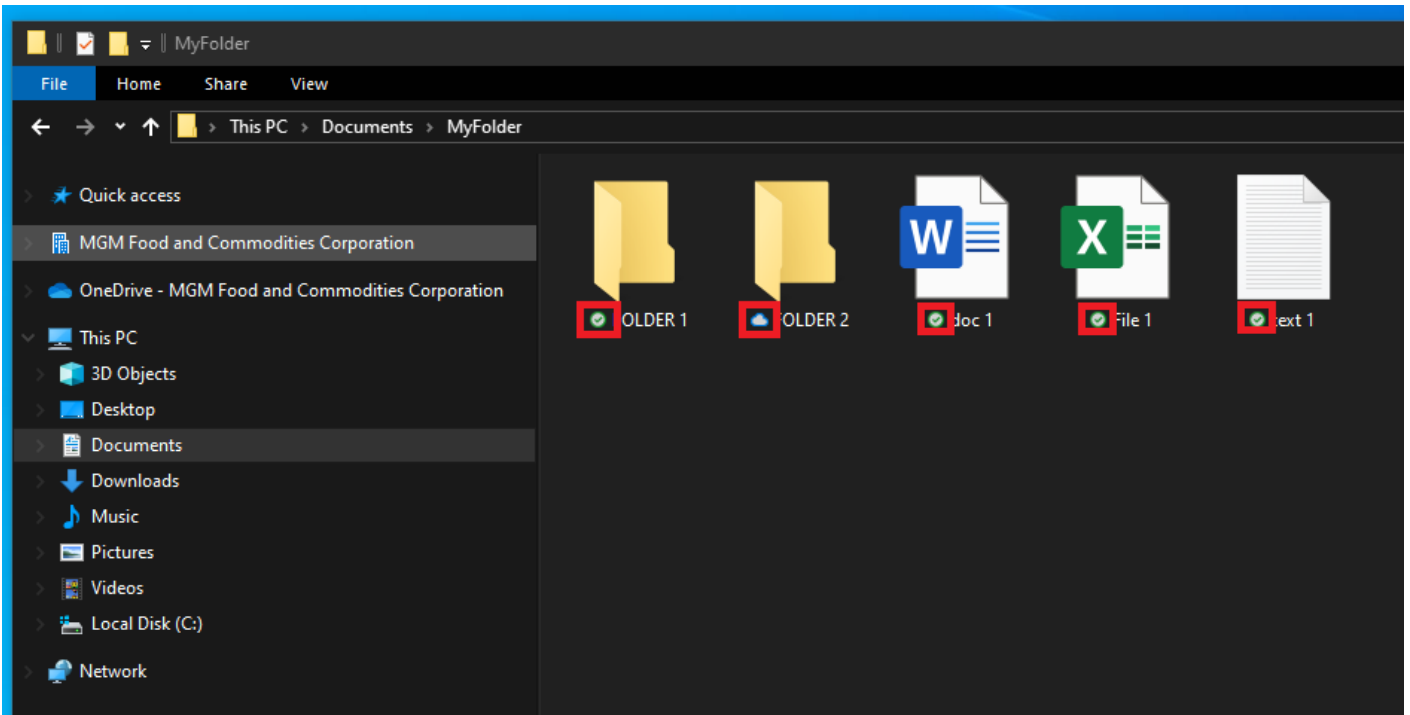 MyFolder
File Home Share View
This PC > Documents > MyFolder
Quick access
MGM Food and Commodities Corporation
OneDrive - MGM Food and Commodities Corporation
This PC
3D Objects
Desktop
Documents
Downloads
Music
Pictures
Videos
Local Disk (C:)
Network
OLDER 1 FOLDER 2 doc 1 File 1 text 1
W X